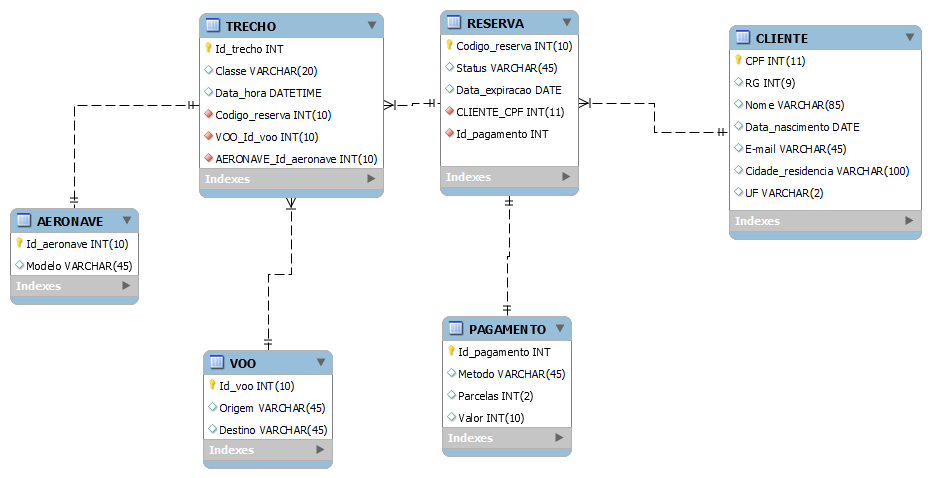 TRECHO
Id_trecho INT
Classe VARCHAR(20)
Data_hora DATETIME
Codigo_reserva INT(10)
VOO_Id_voo INT(10)
AERONAVE_Id_aeronave INT(10)
Indexes
RESERVA
Codigo_reserva INT(10)
Status VARCHAR(45)
Data_expiracao DATE
CLIENTE_CPF INT(11)
Id_pagamento INT
Indexes
CLIENTE
CPF INT(11)
RG INT(9)
Nome VARCHAR(85)
Data_nascimento DATE
E-mail VARCHAR(45)
Cidade_residencia VARCHAR(100)
UF VARCHAR(2)
Indexes
AERONAVE
Id_aeronave INT(10)
Modelo VARCHAR(45)
Indexes
VOO
Id_voo INT(10)
Origem VARCHAR(45)
Destino VARCHAR(45)
Indexes
PAGAMENTO
Id_pagamento INT
Metodo VARCHAR(45)
Parcelas INT(2)
Valor INT(10)
Indexes